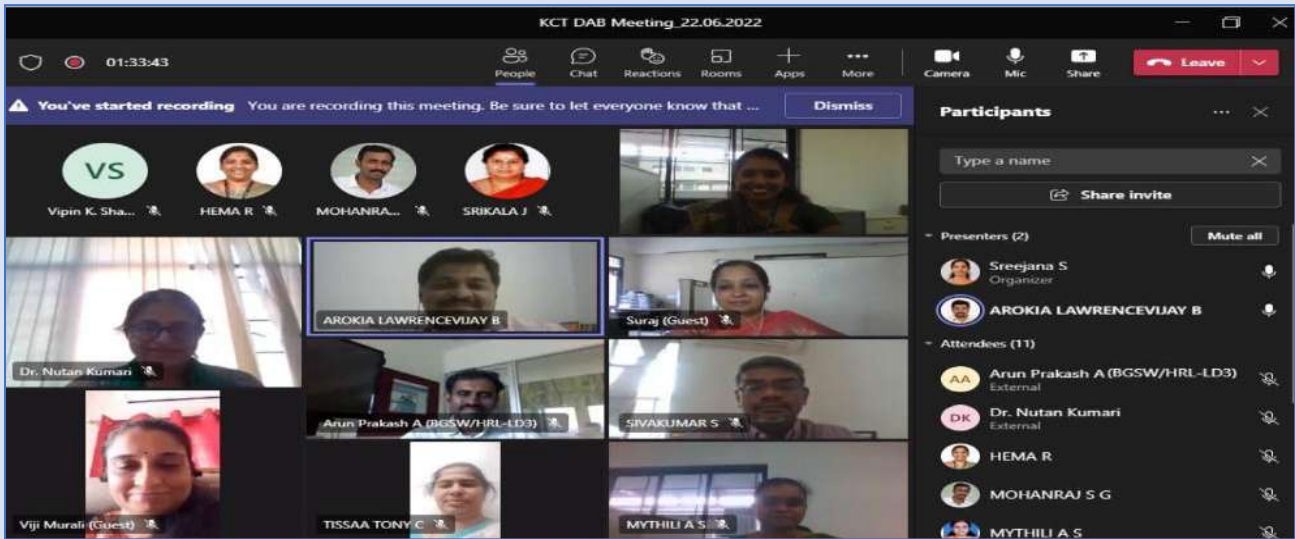 KCT DAB Meeting_22.06.2022
01:33:43
People Chat Reactions Rooms Apps More Camera Mic Share Leave
You've started recording You are recording this meeting. Be sure to let everyone know that ... Dismiss
VS
Vipin K. Sha... HEMA R MOHANRA... SRIKALA J
Dr. Nutan Kumari
AROKIA LAWRENCEVIJAY B
Suraj (Guest)
Arun Prakash A (BGSW/HRL-LD3)
SIVAKUMAR S
Viji Murali (Guest)
TISSAA TONY C
MYTHILI A S
Participants
Type a name
Share invite
Presenters (2) Mute all
Sreejana S
Organizer
AROKIA LAWRENCEVIJAY B
Attendees (11)
AA
Arun Prakash A (BGSW/HRL-LD3)
External
DK
Dr. Nutan Kumari
External
HEMA R
MOHANRAJ S G
MYTHILI A S